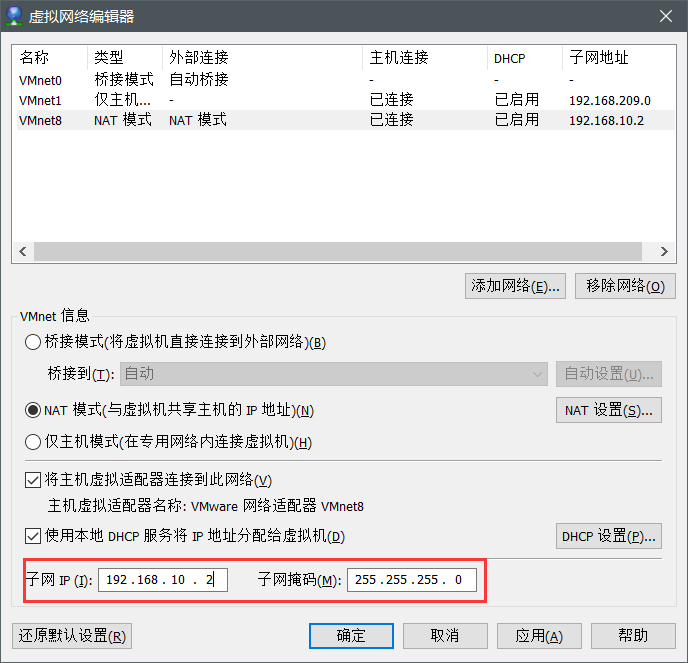 虚拟网络编辑器
名称 类型 外部连接 主机连接 DHCP 子网地址
VMnet0 桥接模式 自动桥接 - - -
VMnet1 仅主机... - 已连接 已启用 192.168.209.0
VMnet8 NAT 模式 NAT 模式 已连接 已启用 192.168.10.2
添加网络(E)... 移除网络(O)
VMnet 信息
桥接模式(将虚拟机直接连接到外部网络)(B)
桥接到(T): 自动 自动设置(U)...
NAT 模式(与虚拟机共享主机的 IP 地址)(N) NAT 设置(S)...
仅主机模式(在专用网络内连接虚拟机)(H)
将主机虚拟适配器连接到此网络(V)
主机虚拟适配器名称: VMware 网络适配器 VMnet8
使用本地 DHCP 服务将 IP 地址分配给虚拟机(D) DHCP 设置(P)...
子网 IP (I): 192.168.10 . 2 子网掩码(M): 255.255.255. 0
还原默认设置(R) 确定 取消 应用(A) 帮助